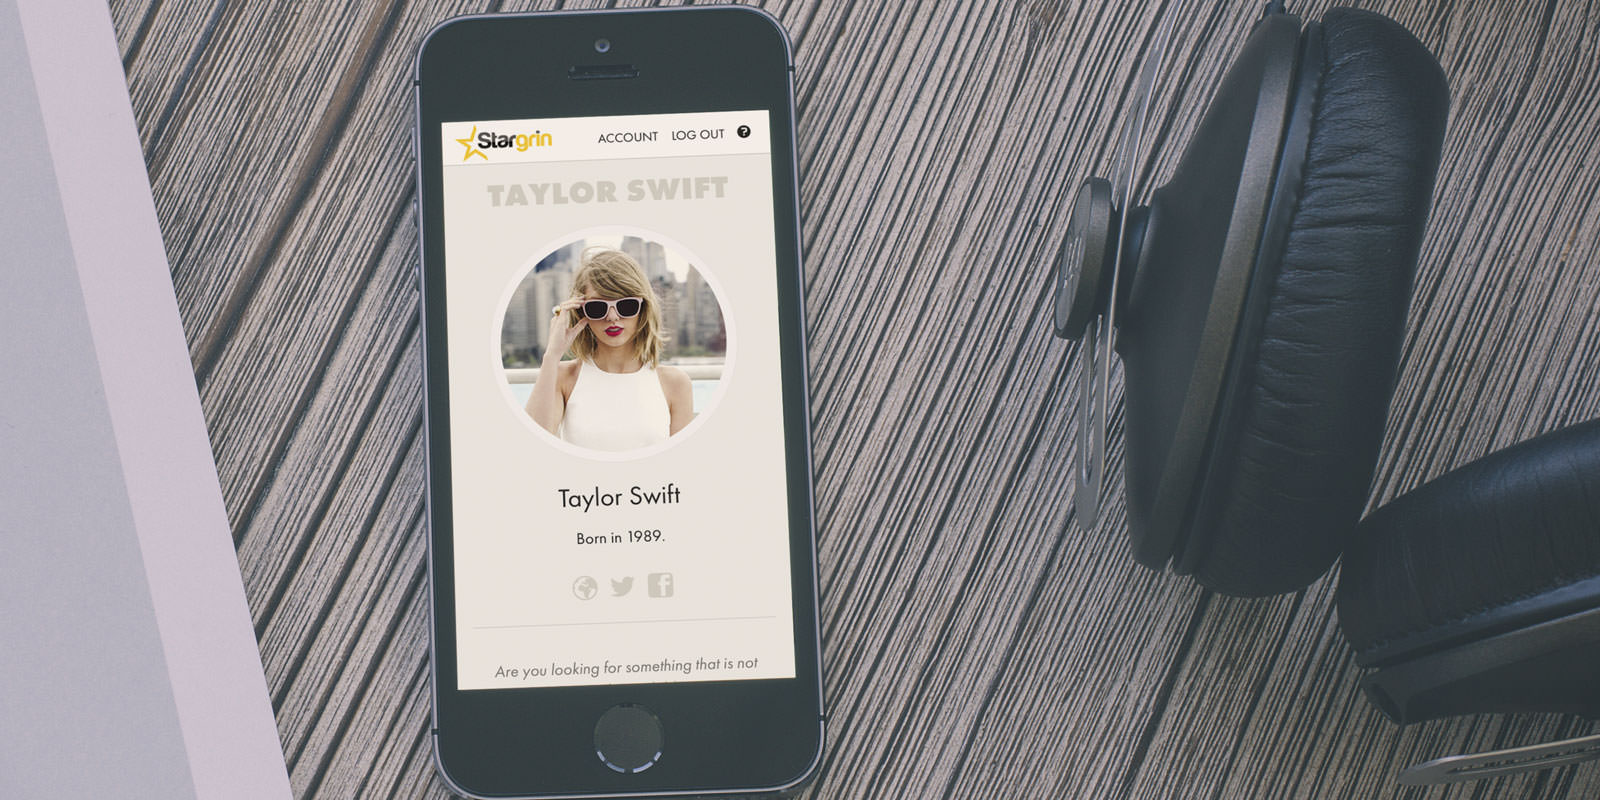 Stargrin
ACCOUNT LOG OUT ?
TAYLOR SWIFT
Taylor Swift
Born in 1989.
f
Are you looking for something that is not